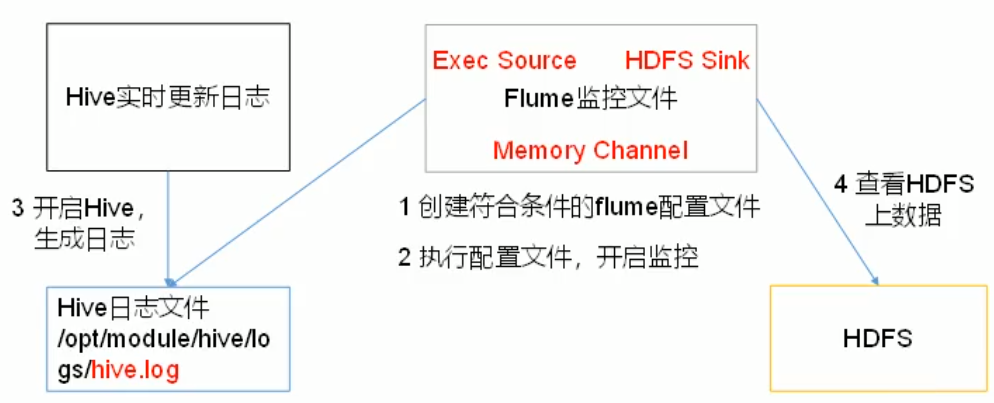 Hive实时更新日志
Exec Source HDFS Sink
Flume监控文件
Memory Channel
3 开启Hive，
生成日志
1 创建符合条件的flume配置文件
2 执行配置文件，开启监控
4 查看HDFS
上数据
Hive日志文件
/opt/module/hive/lo
gs/hive.log
HDFS